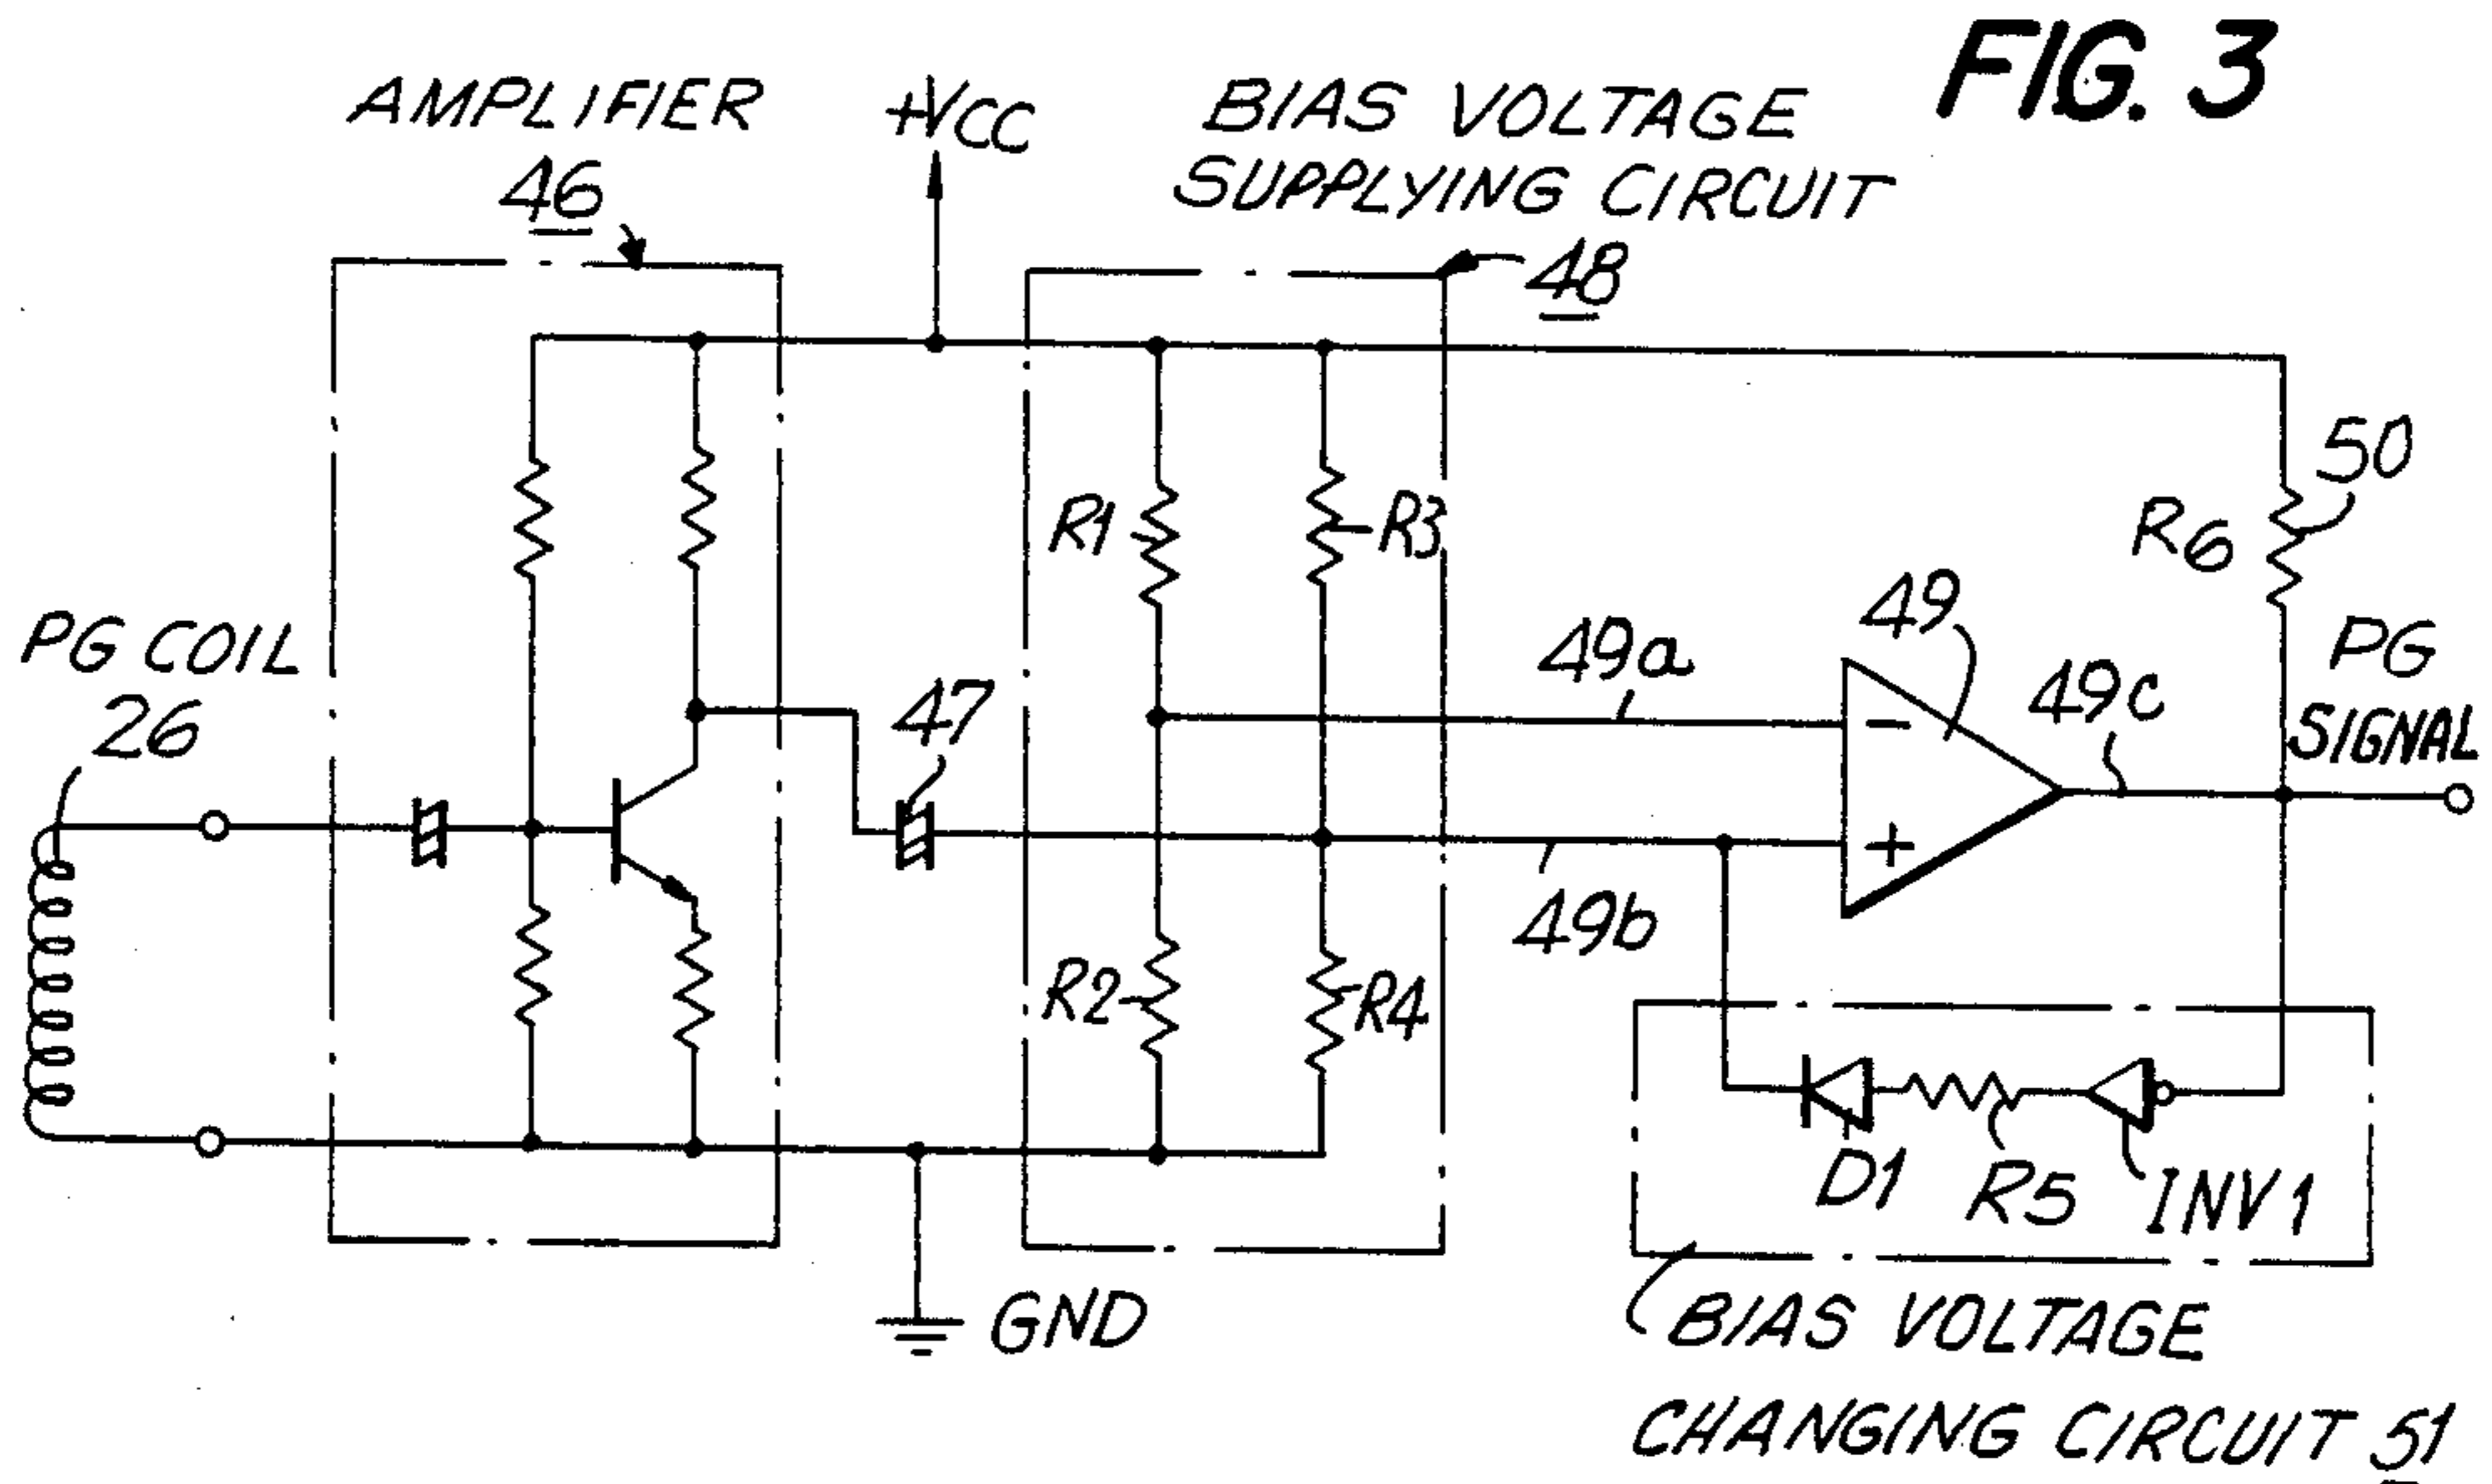 FIG. 3
AMPLIFIER
46
+VCC
BIAS VOLTAGE
SUPPLYING CIRCUIT
48
50
R1
R3
R6
49
PG COIL
26
49a
PG
SIGNAL
49c
47
-
+
49b
R2
R4
D1
R5
INV1
GND
BIAS VOLTAGE
CHANGING CIRCUIT 51